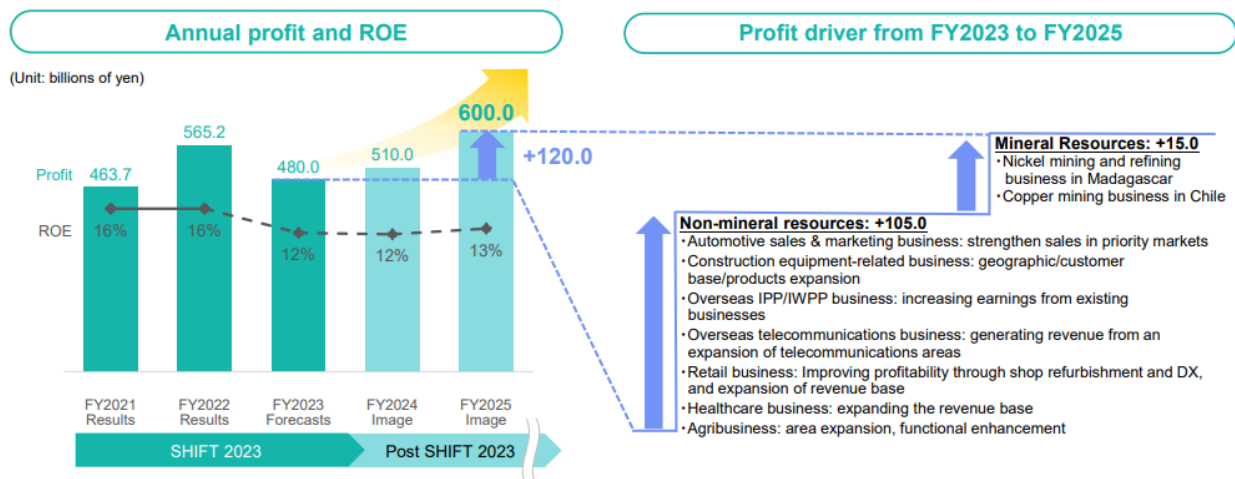 Annual profit and ROE
(Unit: billions of yen)
Profit
463.7
565.2
480.0
510.0
600.0
+120.0
ROE
16%
16%
12%
12%
13%
FY2021
Results
FY2022
Results
FY2023
Forecasts
FY2024
Image
FY2025
Image
SHIFT 2023
Post SHIFT 2023
Profit driver from FY2023 to FY2025
Mineral Resources: +15.0
・Nickel mining and refining
business in Madagascar
・Copper mining business in Chile
Non-mineral resources: +105.0
・Automotive sales & marketing business: strengthen sales in priority markets
・Construction equipment-related business: geographic/customer
base/products expansion
・Overseas IPP/IWPP business: increasing earnings from existing
businesses
・Overseas telecommunications business: generating revenue from an
expansion of telecommunications areas
・Retail business: Improving profitability through shop refurbishment and DX,
and expansion of revenue base
・Healthcare business: expanding the revenue base
・Agribusiness: area expansion, functional enhancement